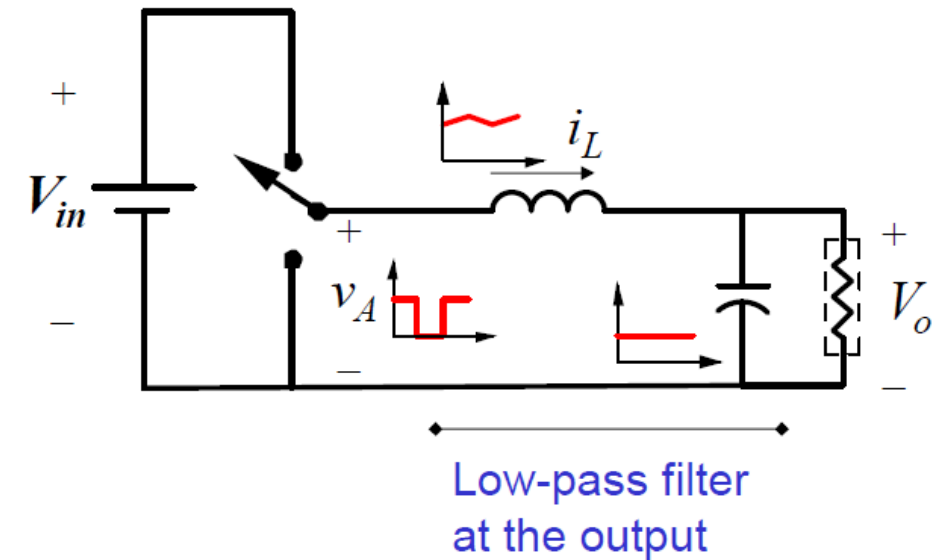 +
V_in
−
i_L
+
v_A
−
+
V_o
−
Low-pass filter
at the output